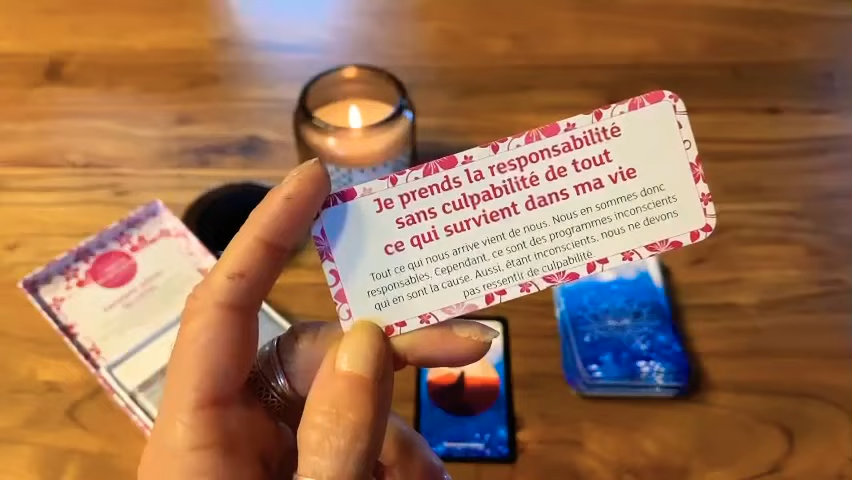 Je prends la responsabilité
sans culpabilité de tout
ce qui survient dans ma vie
Tout ce qui nous arrive vient de nous. Nous en sommes donc
responsables. Cependant, ce sont des programmes inconscients
qui en sont la cause. Aussi, étant inconscients, nous ne devons
pas ressentir de culpabilité.